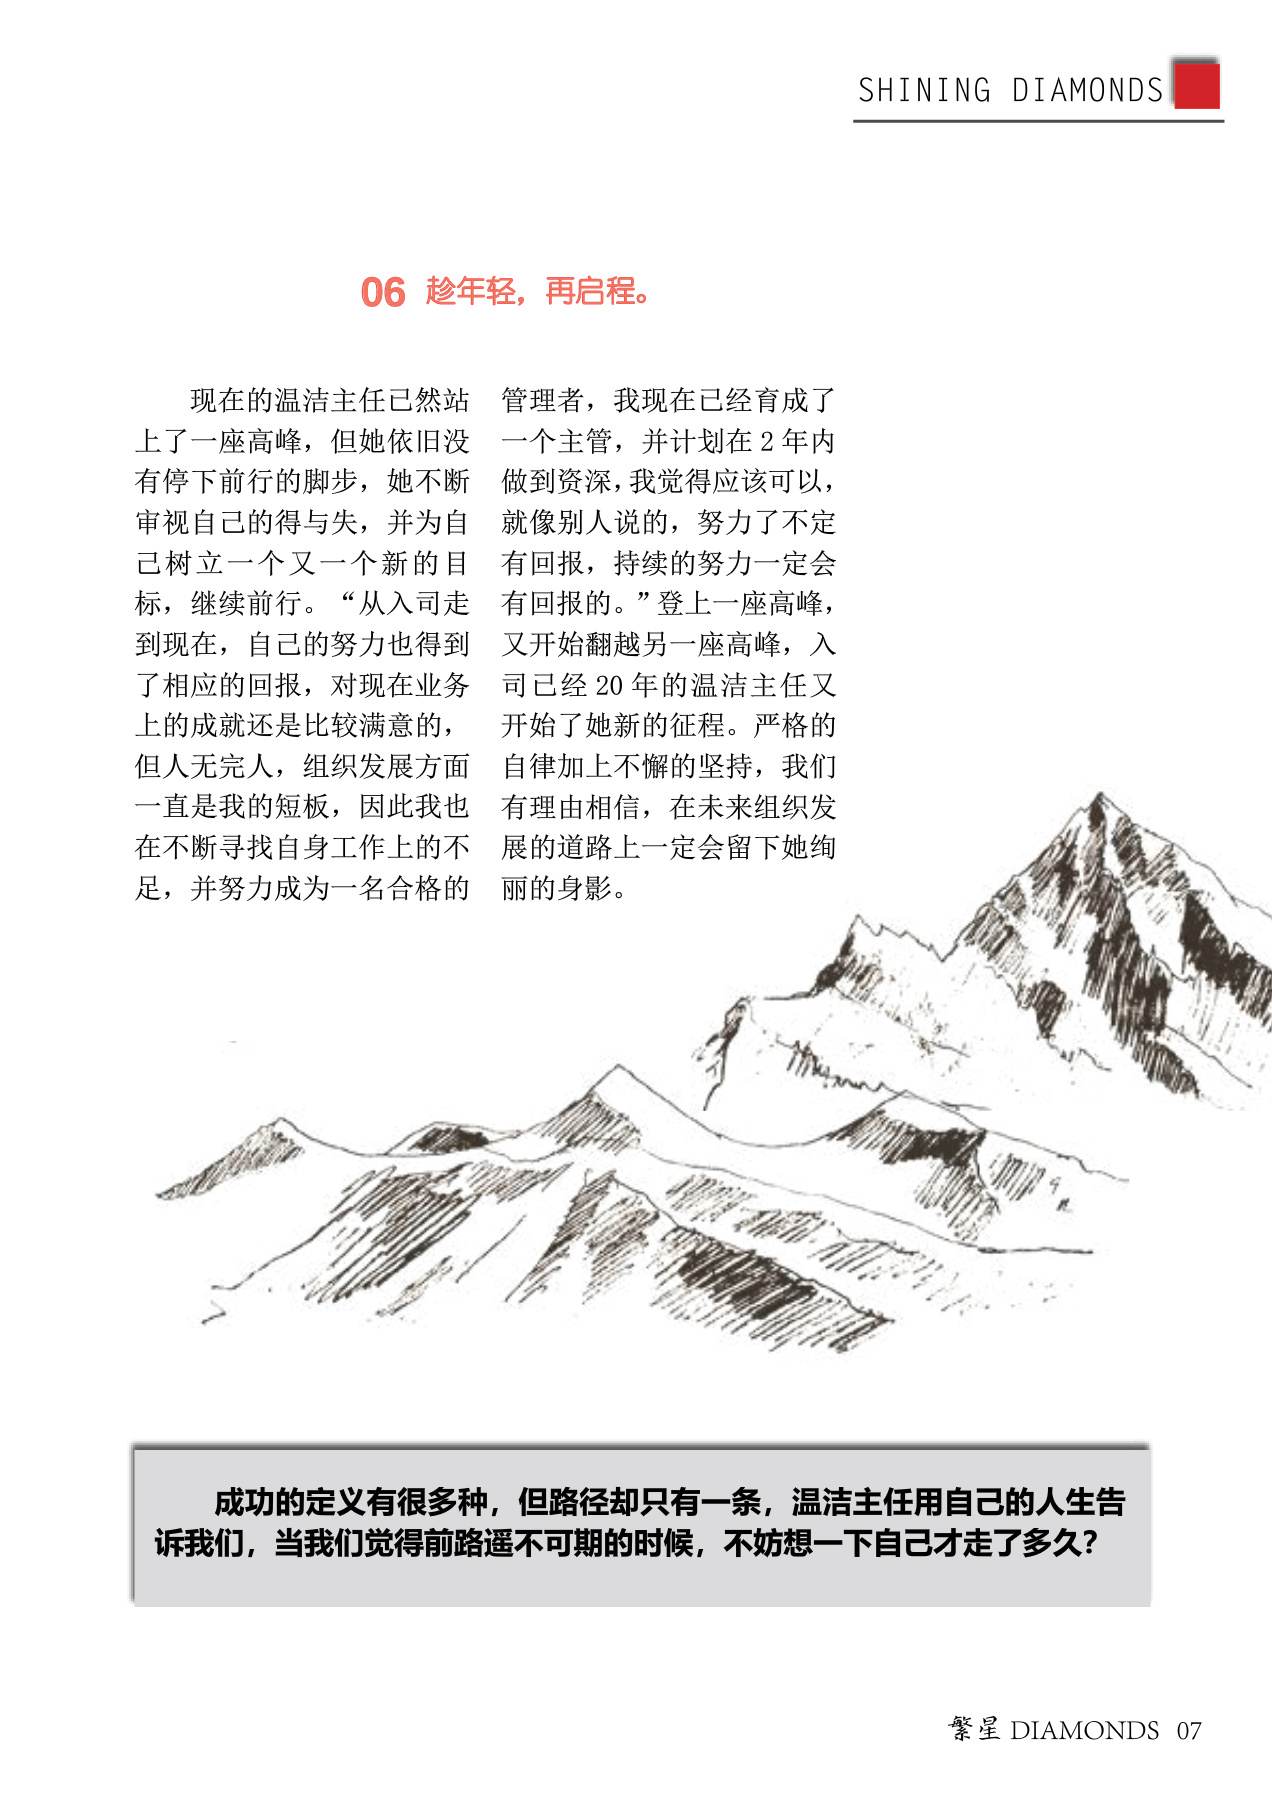 SHINING DIAMONDS
06 趁年轻，再启程。
现在的温洁主任已然站
上了一座高峰，但她依旧没
有停下前行的脚步，她不断
审视自己的得与失，并为自
己树立一个又一个新的目
标，继续前行。“从入司走
到现在，自己的努力也得到
了相应的回报，对现在业务
上的成就还是比较满意的，
但人无完人，组织发展方面
一直是我的短板，因此我也
在不断寻找自身工作上的不
足，并努力成为一名合格的
管理者，我现在已经育成了
一个主管，并计划在 2 年内
做到资深，我觉得应该可以，
就像别人说的，努力了不定
有回报，持续的努力一定会
有回报的。”登上一座高峰，
又开始翻越另一座高峰，入
司已经 20 年的温洁主任又
开始了她新的征程。严格的
自律加上不懈的坚持，我们
有理由相信，在未来组织发
展的道路上一定会留下她绚
丽的身影。
成功的定义有很多种，但路径却只有一条，温洁主任用自己的人生告
诉我们，当我们觉得前路遥不可期的时候，不妨想一下自己才走了多久？
繁星 DIAMONDS 07